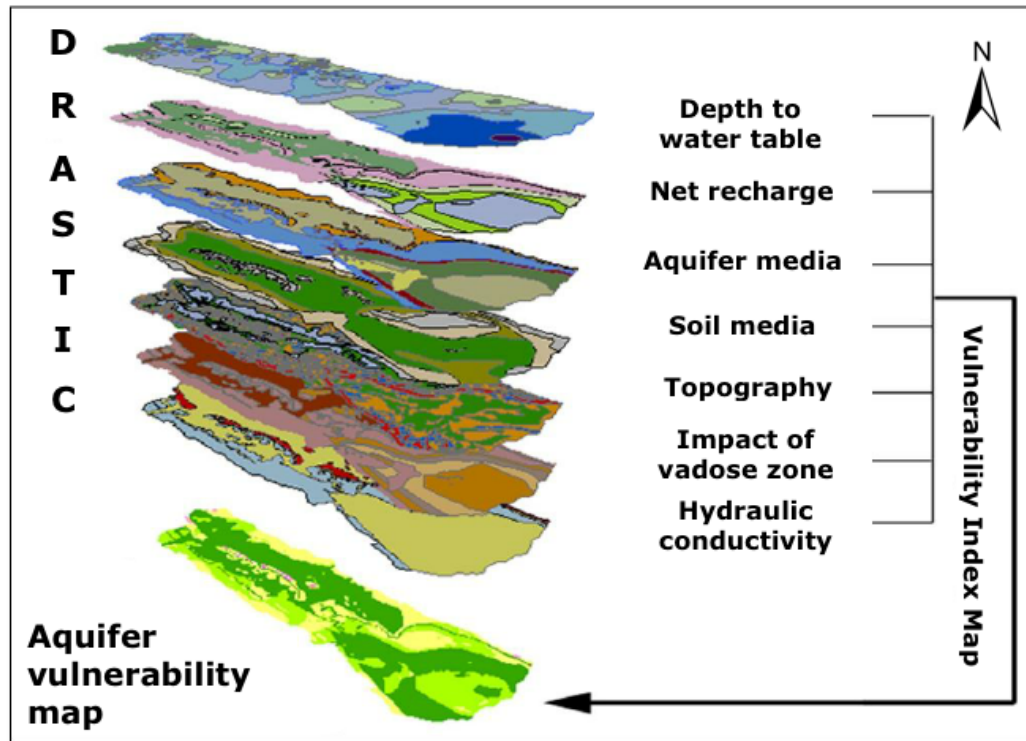 D
R
A
S
T
I
C
N
Depth to
water table
Net recharge
Aquifer media
Soil media
Topography
Impact of
vadose zone
Hydraulic
conductivity
Vulnerability Index Map
Aquifer
vulnerability
map